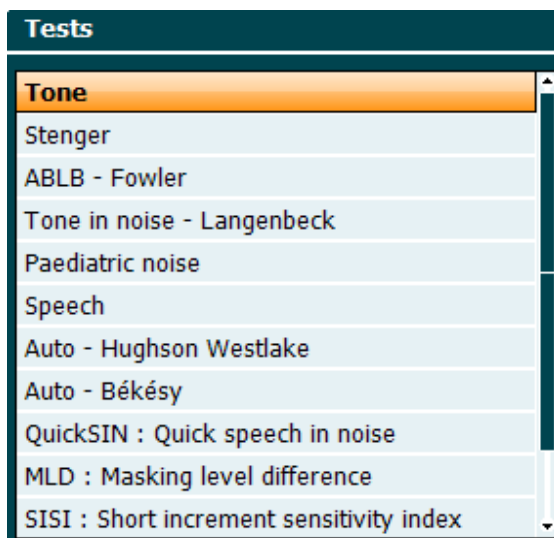 Tests
Tone
Stenger
ABLB - Fowler
Tone in noise - Langenbeck
Paediatric noise
Speech
Auto - Hughson Westlake
Auto - Békésy
QuickSIN : Quick speech in noise
MLD : Masking level difference
SISI : Short increment sensitivity index